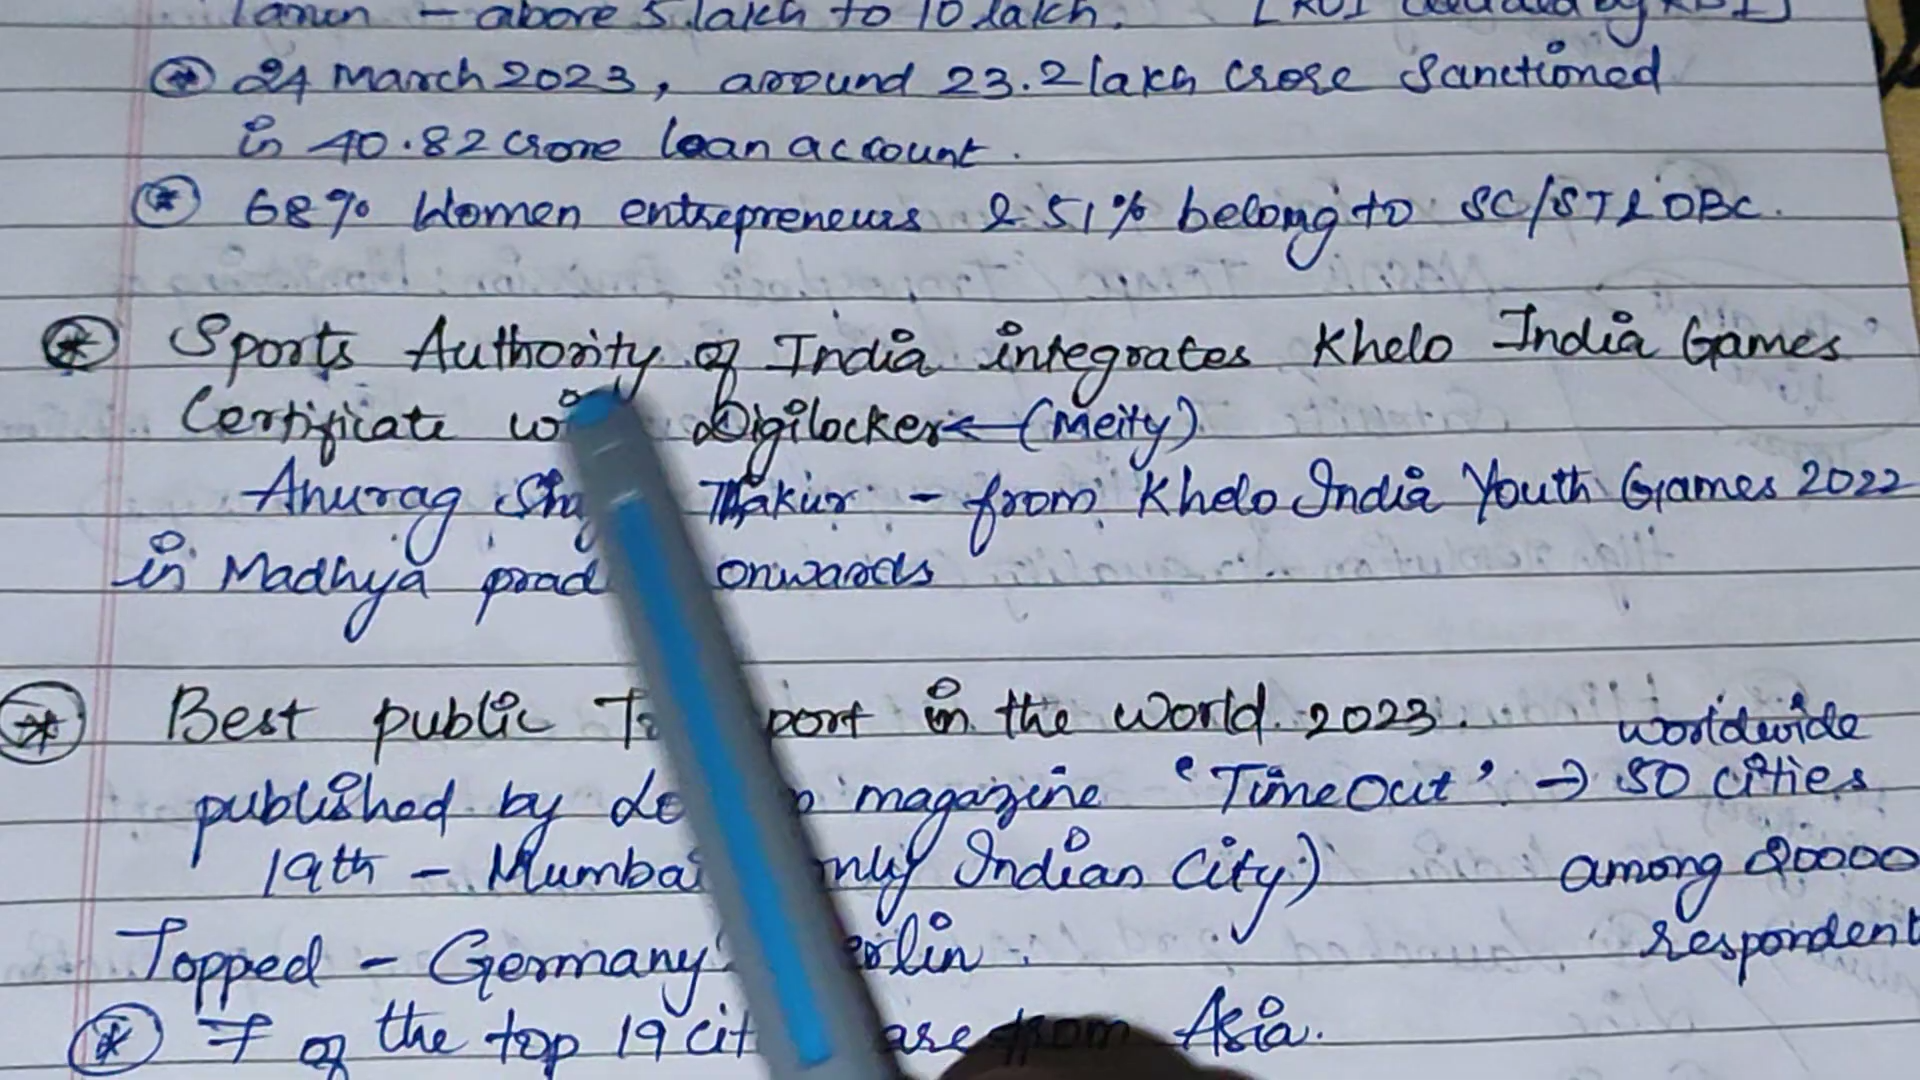 - above 5 lakh to 10 lakh.
24 March 2023, around 23.2 lakh crore Sanctioned
in 40.82 crore loan account.
68% Women entrepreneurs & 51% belong to SC/ST & OBC.
Sports Authority of India integrates Khelo India Games
Certificate Digilocker ← (Meity)
Anurag Thakur - from Khelo India Youth Games 2022
in Madhya prad onwards
Best public port in the World 2023.
worldwide
published by magazine 'TimeOut' → 50 cities
19th - Mumbai only Indian City)
among 20000
respondent
Topped - Germany's Berlin.
7 of the top 19 cit are from Asia.